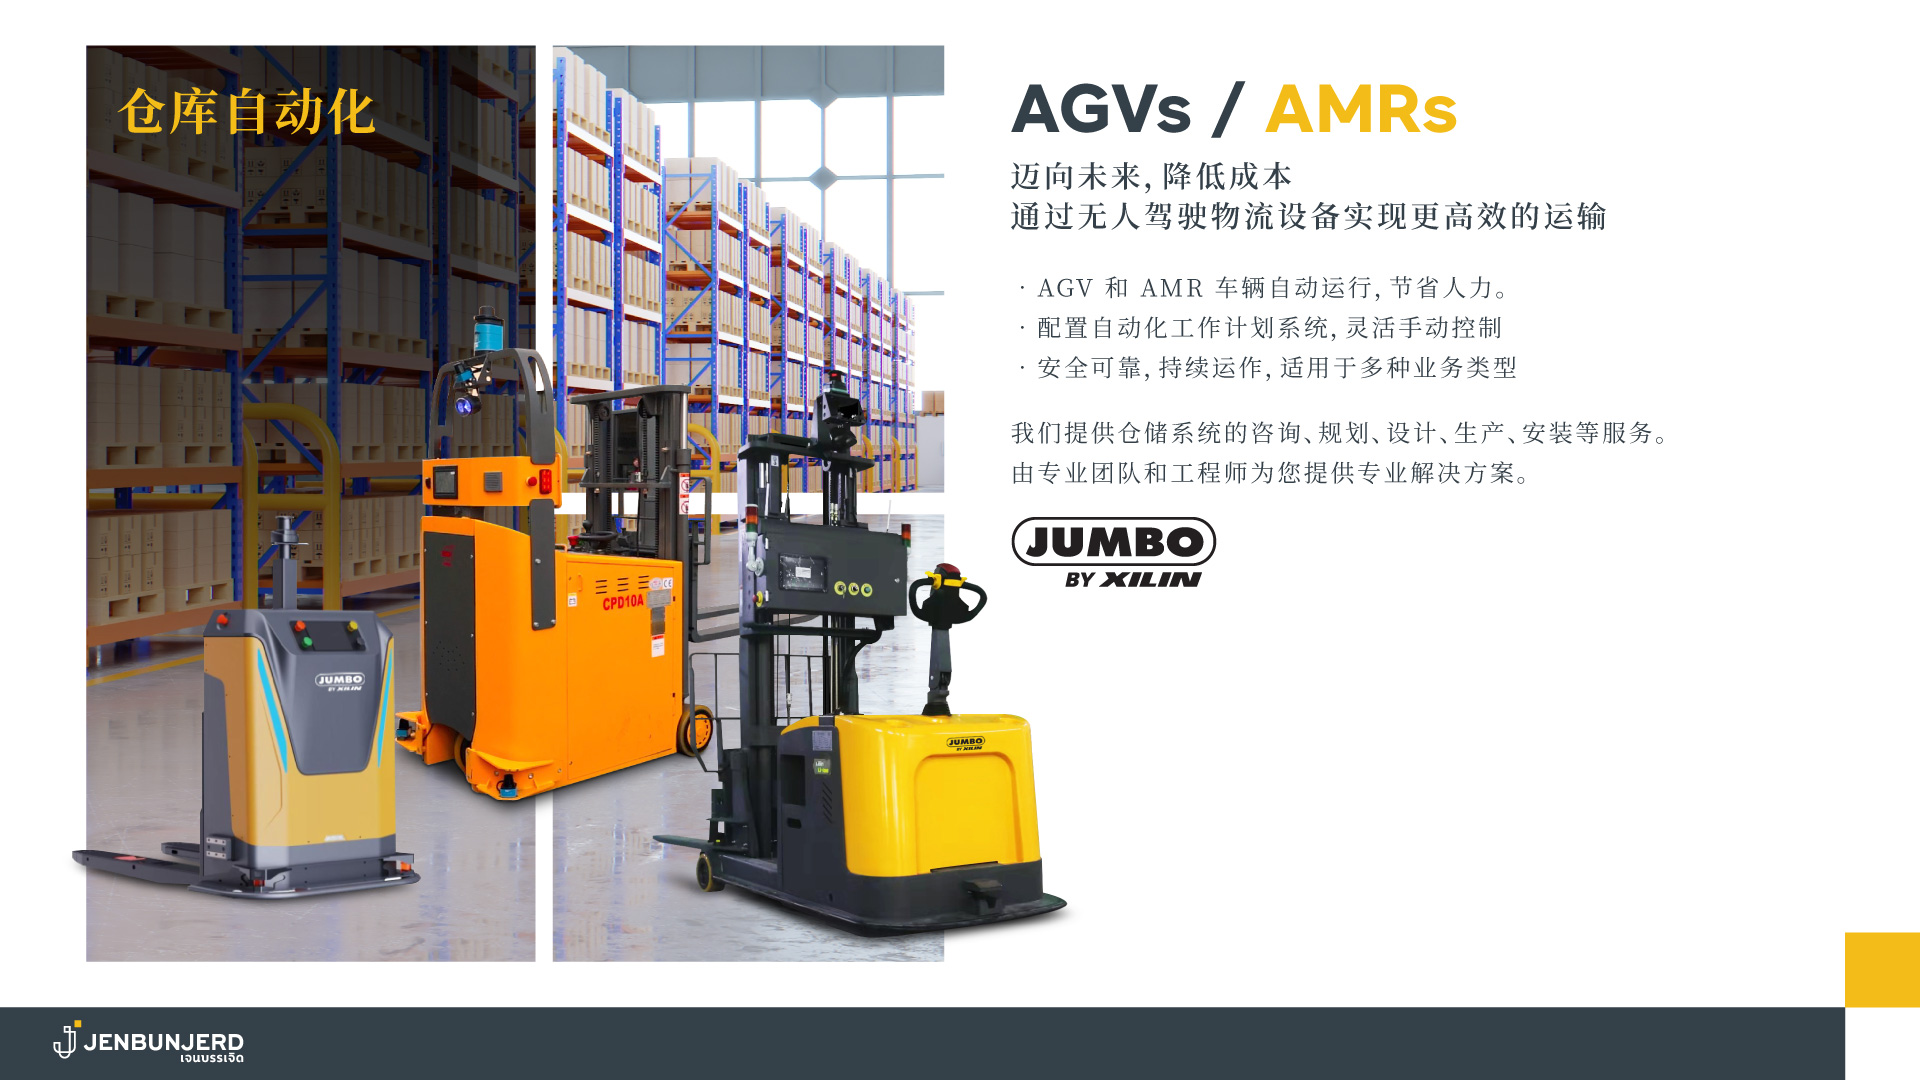 仓库自动化
AGVs / AMRs
迈向未来, 降低成本
通过无人驾驶物流设备实现更高效的运输
· AGV 和 AMR 车辆自动运行, 节省人力。
· 配置自动化工作计划系统, 灵活手动控制
· 安全可靠, 持续运作, 适用于多种业务类型
我们提供仓储系统的咨询、规划、设计、生产、安装等服务。
由专业团队和工程师为您提供专业解决方案。
JUMBO
BY XILIN
CPD10A
JUMBO
BY XILIN
JUMBO
BY XILIN
JENBUNJERD
เจนบรรเจิด